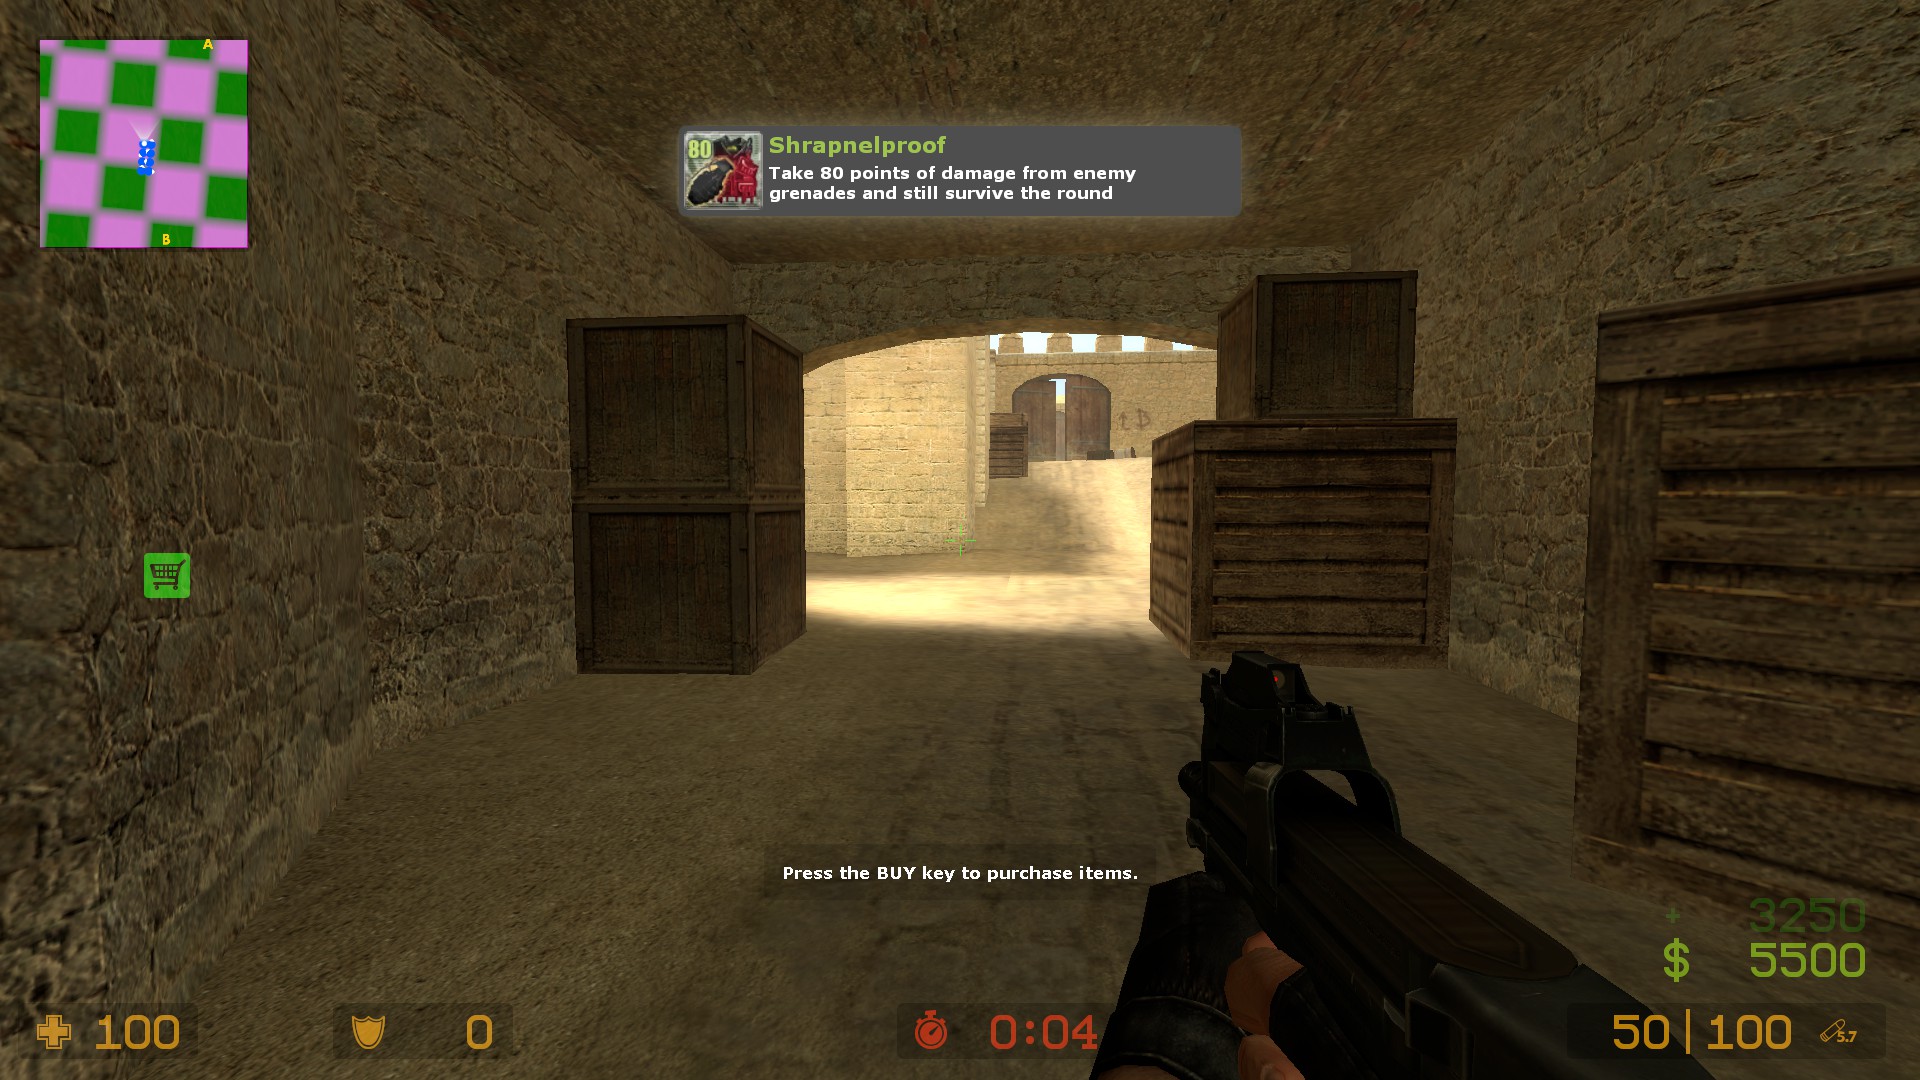 A
80
Shrapnelproof
Take 80 points of damage from enemy
grenades and still survive the round
B
Press the BUY key to purchase items.
+ 3250
$ 5500
100
0
0:04
50|100
5.7